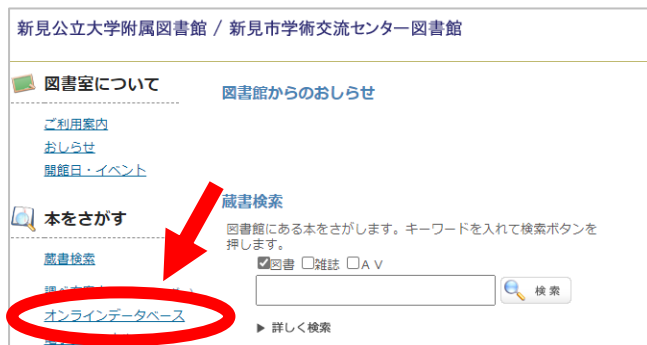 新見公立大学附属図書館 / 新見市学術交流センター図書館
図書室について
ご利用案内
おしらせ
開館日・イベント
本をさがす
蔵書検索
オンラインデータベース
図書館からのおしらせ
蔵書検索
図書館にある本をさがします。キーワードを入れて検索ボタンを
押します。
図書 雑誌 AV
検索
▶ 詳しく検索